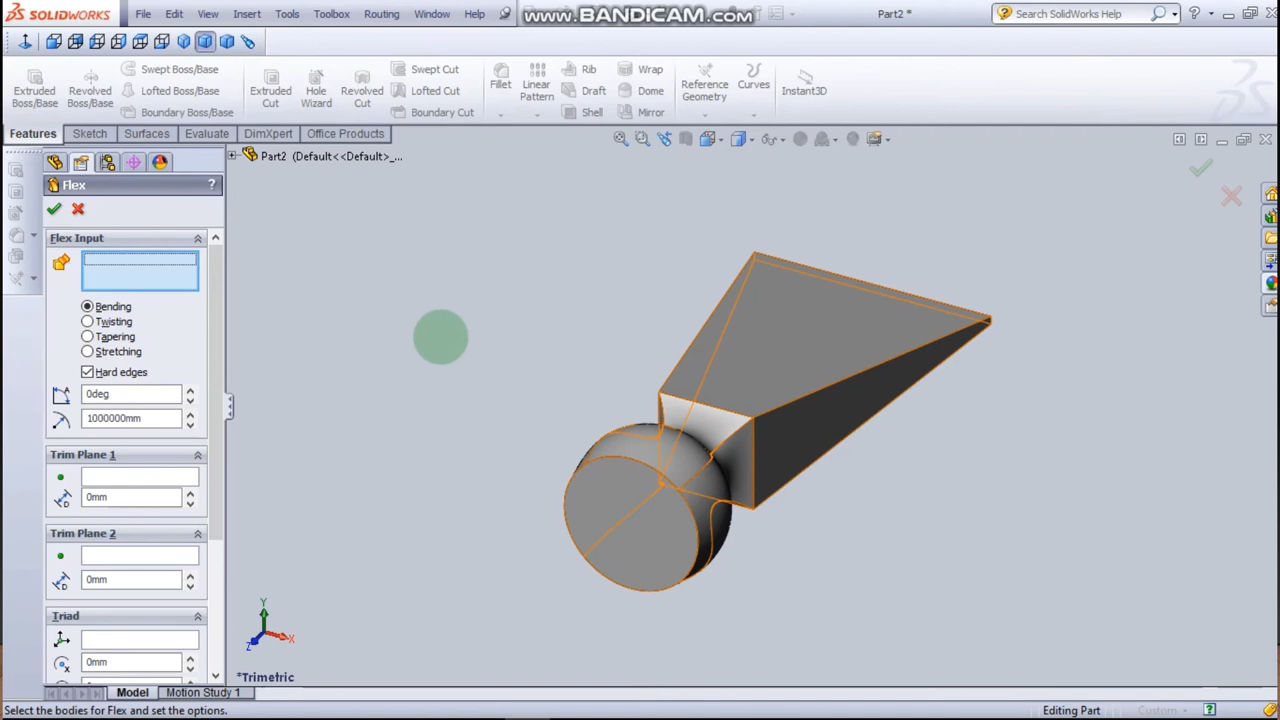 SOLIDWORKS File Edit View Insert Tools Toolbox Routing Window Help www.BANDICAM.com Part2 * Search SolidWorks Help
Extruded Boss/Base
Revolved Boss/Base
Swept Boss/Base
Lofted Boss/Base
Boundary Boss/Base
Extruded Cut
Hole Wizard
Revolved Cut
Swept Cut
Lofted Cut
Boundary Cut
Fillet
Linear Pattern
Rib
Draft
Shell
Wrap
Dome
Mirror
Reference Geometry
Curves
Instant3D
Features Sketch Surfaces Evaluate DimXpert Office Products
Part2 (Default<<Default>_...
Flex ?
Flex Input
Bending
Twisting
Tapering
Stretching
Hard edges
0deg
1000000mm
Trim Plane 1
0mm
Trim Plane 2
0mm
Triad
0mm
Y
X
Z
*Trimetric
Model Motion Study 1
Select the bodies for Flex and set the options. Editing Part Custom